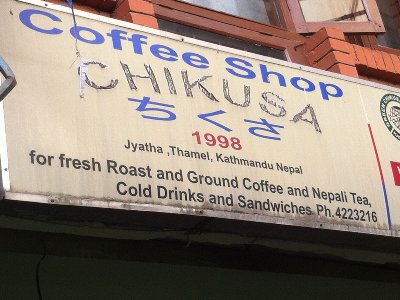 Coffee Shop
CHIKUSA
ちくさ
1998
Jyatha ,Thamel, Kathmandu Nepal
for fresh Roast and Ground Coffee and Nepali Tea,
Cold Drinks and Sandwiches Ph.4223216